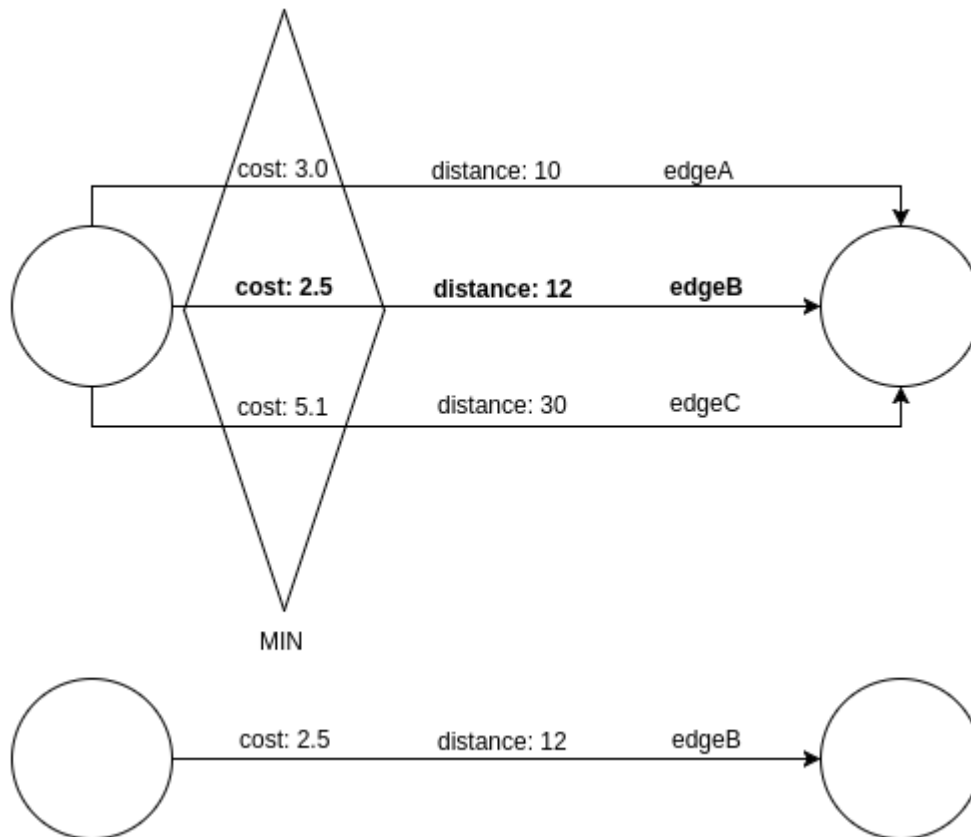 cost: 3.0 distance: 10 edgeA
cost: 2.5 distance: 12 edgeB
cost: 5.1 distance: 30 edgeC
MIN
cost: 2.5 distance: 12 edgeB